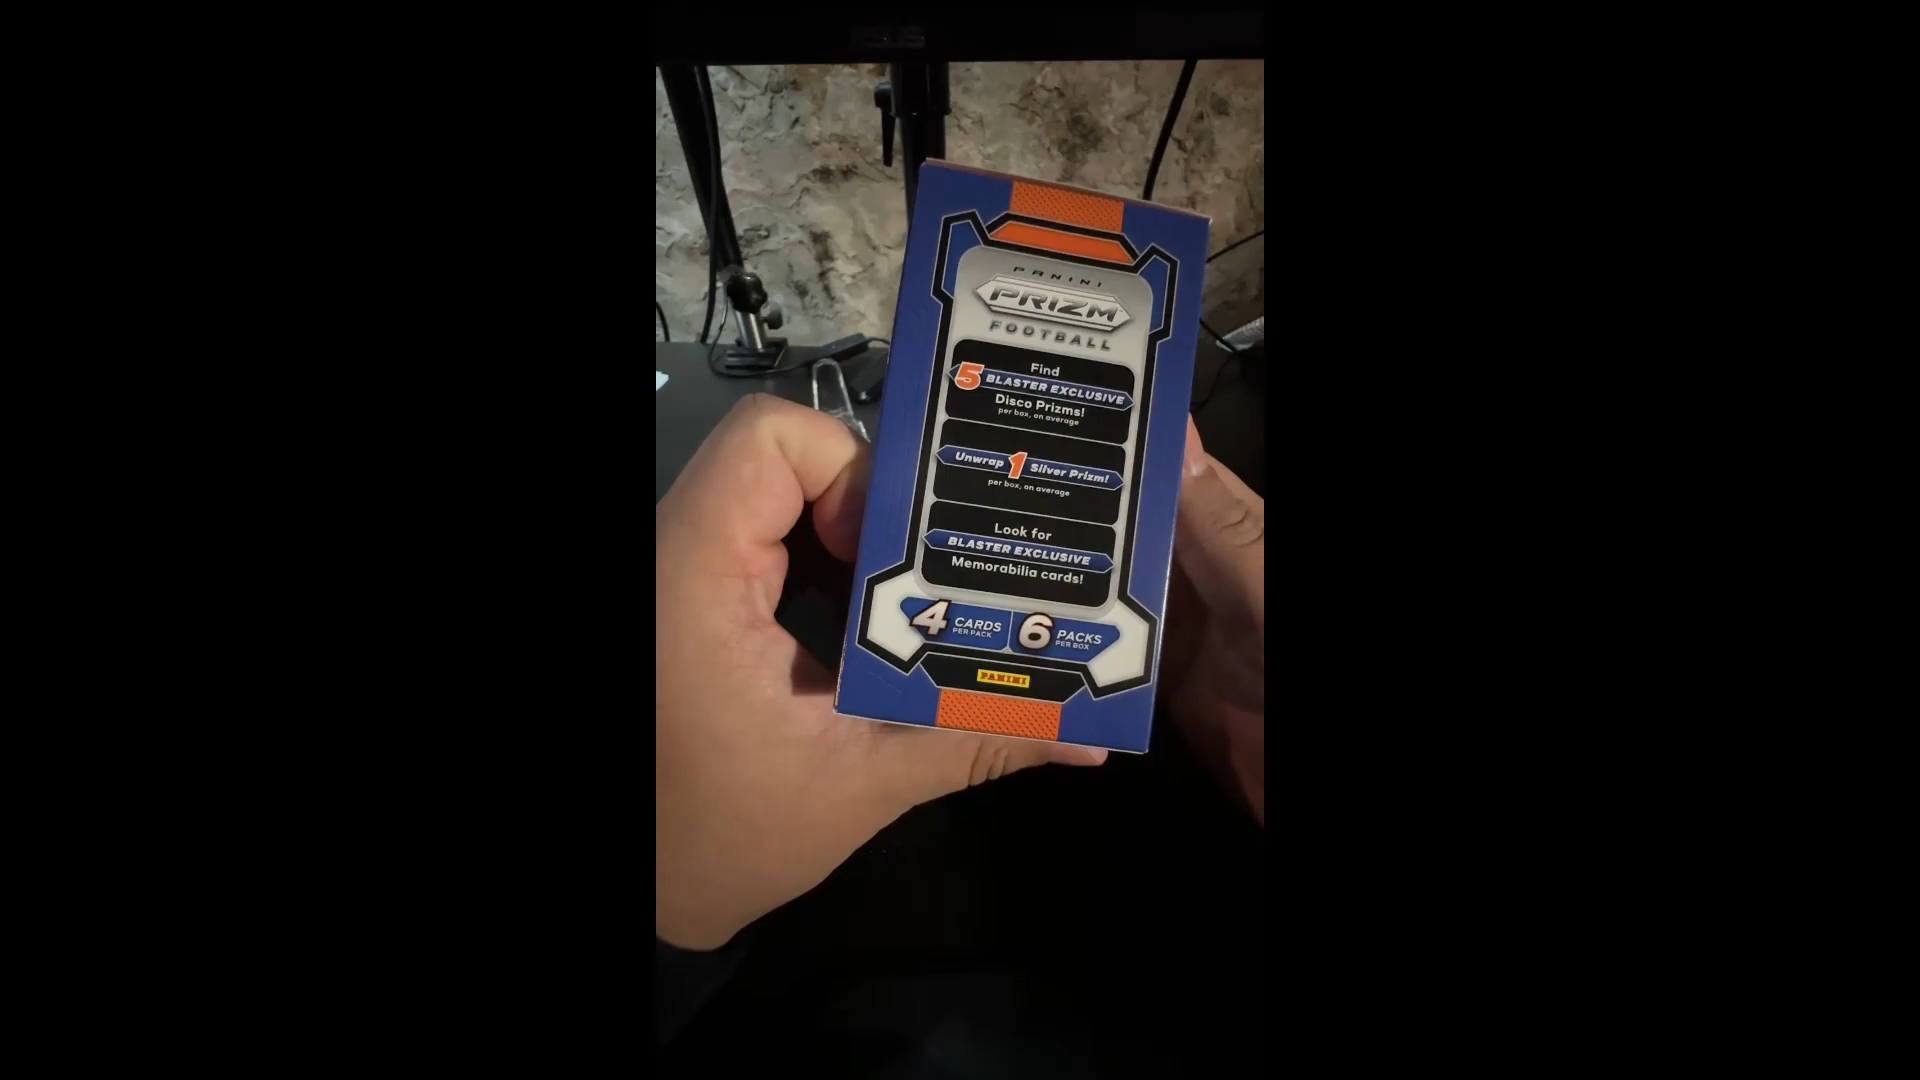 ASUS
PANINI
PRIZM
FOOTBALL
Find
5 BLASTER EXCLUSIVE
Disco Prizms!
per box, on average
Unwrap 1 Silver Prizm!
per box, on average
Look for
BLASTER EXCLUSIVE
Memorabilia cards!
4 CARDS PER PACK
6 PACKS PER BOX
PANINI